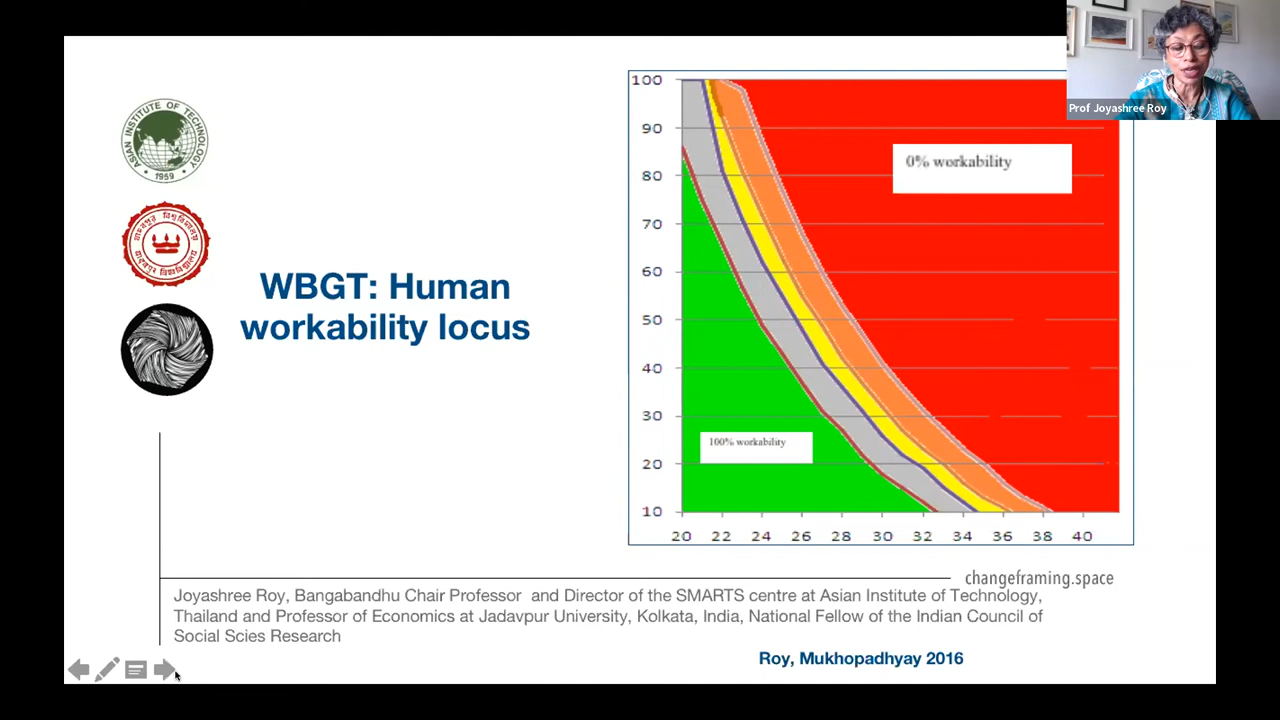 Prof Joyashree Roy
ASIAN INSTITUTE OF TECHNOLOGY
1959
WBGT: Human
workability locus
100
90
80
70
60
50
40
30
20
10
0% workability
100% workability
20 22 24 26 28 30 32 34 36 38 40
changeframing.space
Joyashree Roy, Bangabandhu Chair Professor and Director of the SMARTS centre at Asian Institute of Technology,
Thailand and Professor of Economics at Jadavpur University, Kolkata, India, National Fellow of the Indian Council of
Social Scies Research
Roy, Mukhopadhyay 2016